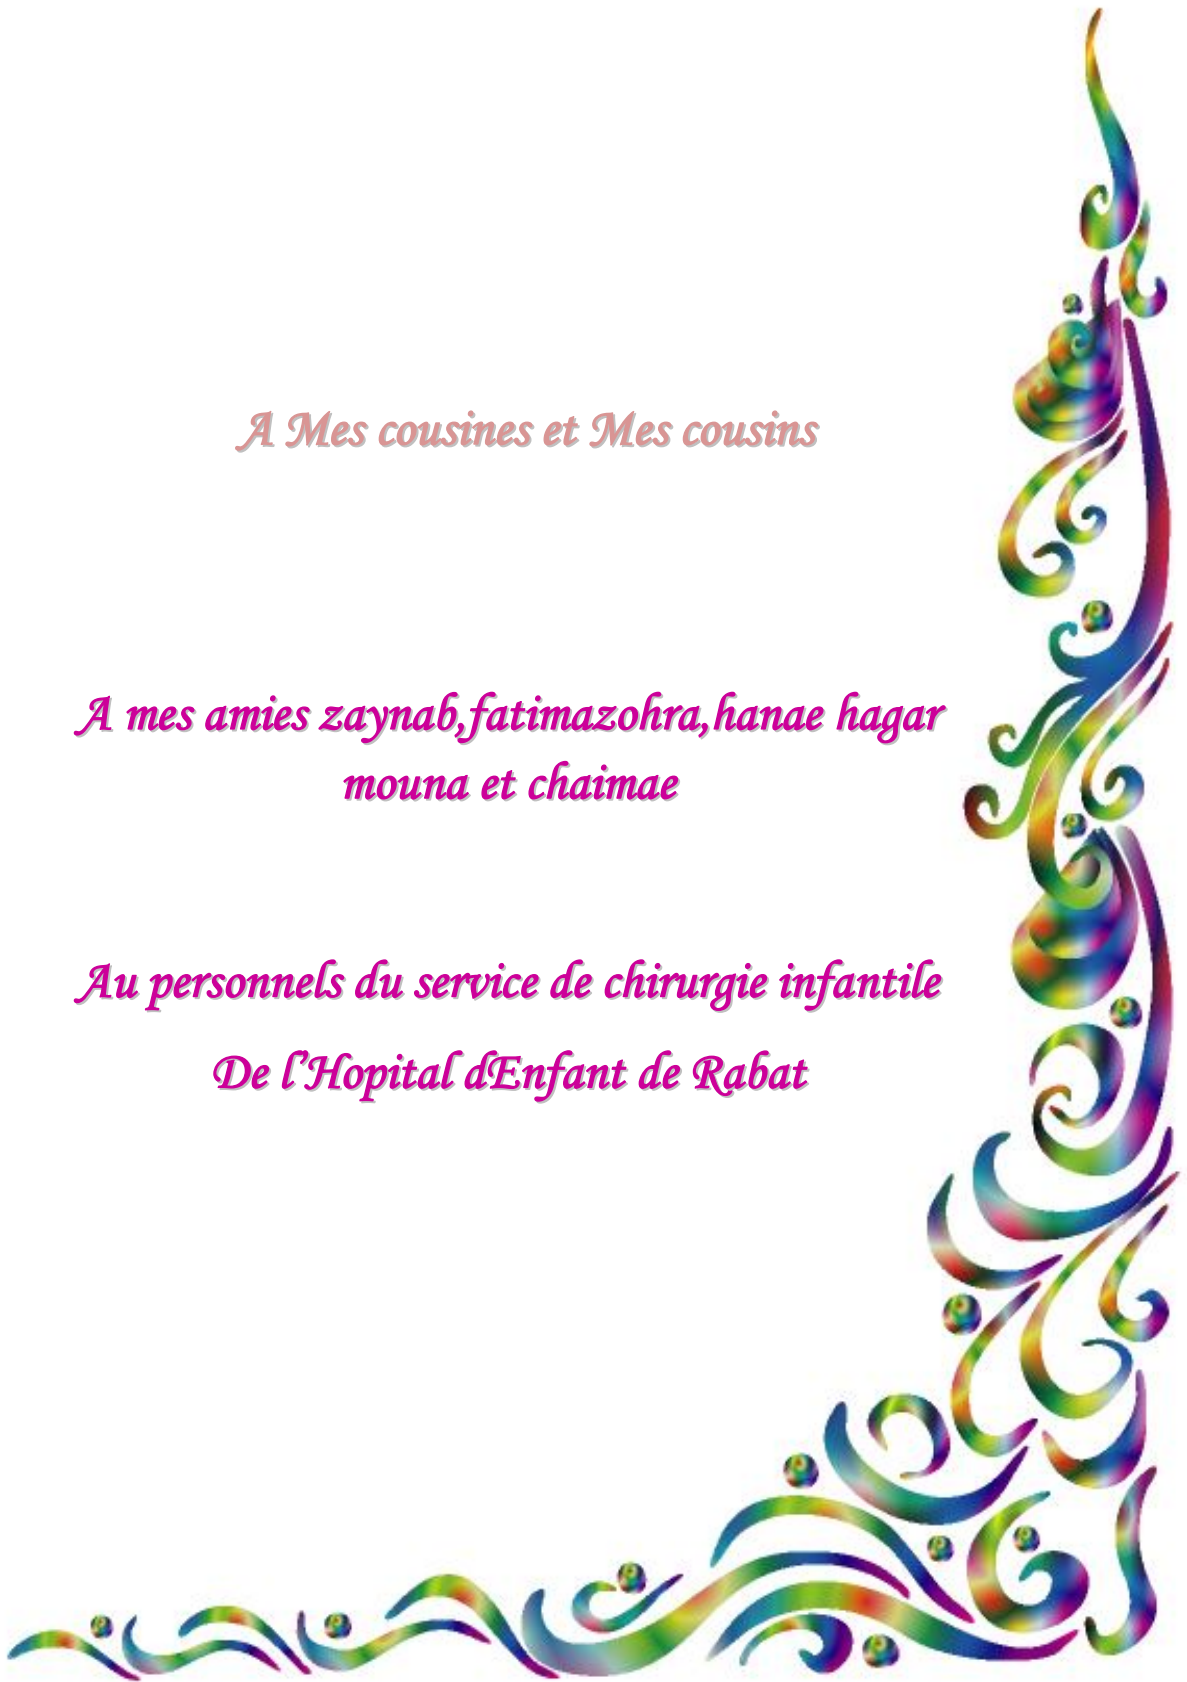 A Mes cousines et Mes cousins
A mes amies zaynab,fatimazohra,hanae hagar
mouna et chaimae
Au personnels du service de chirurgie infantile
De l’Hopital dEnfant de Rabat